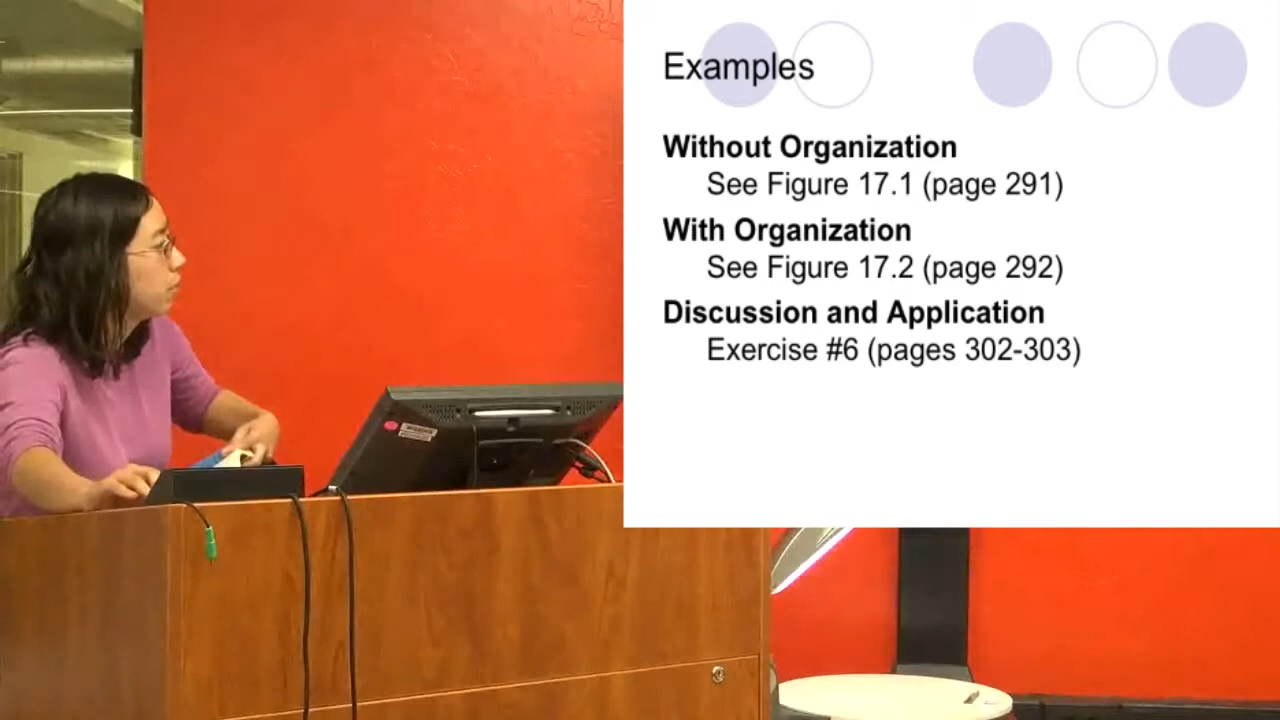 Examples
Without Organization
See Figure 17.1 (page 291)
With Organization
See Figure 17.2 (page 292)
Discussion and Application
Exercise #6 (pages 302-303)